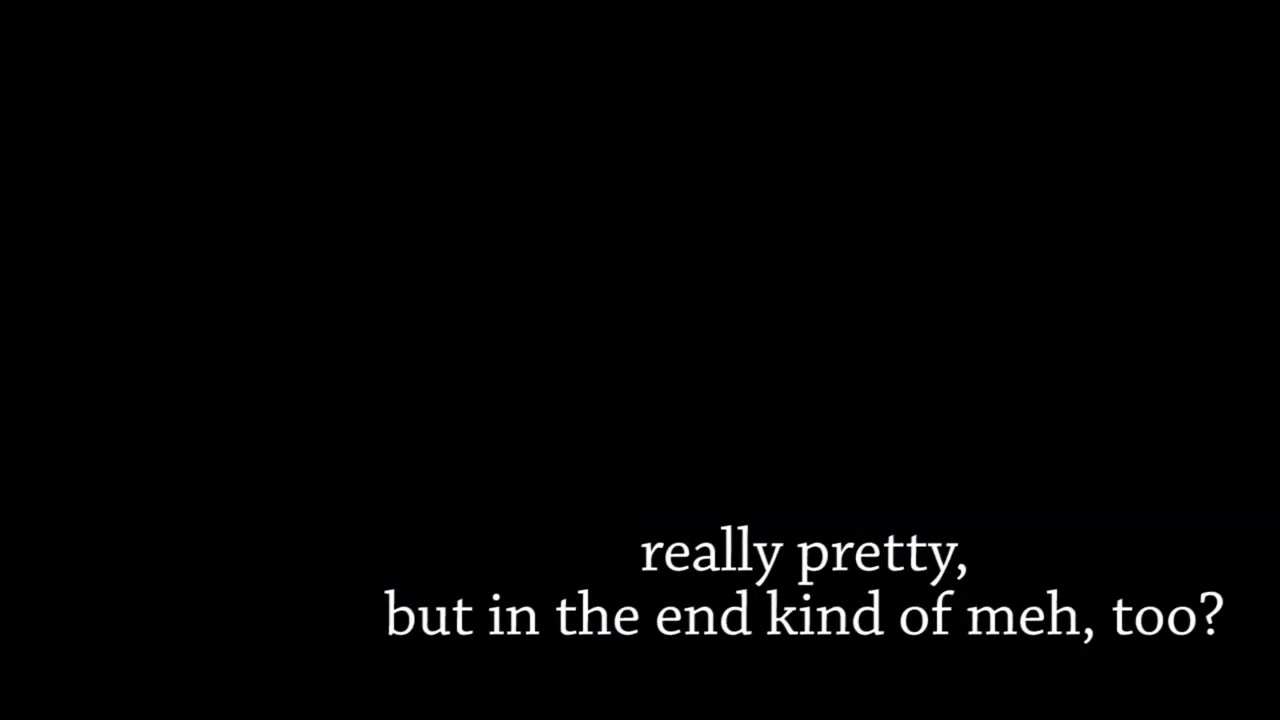 really pretty,
but in the end kind of meh, too?